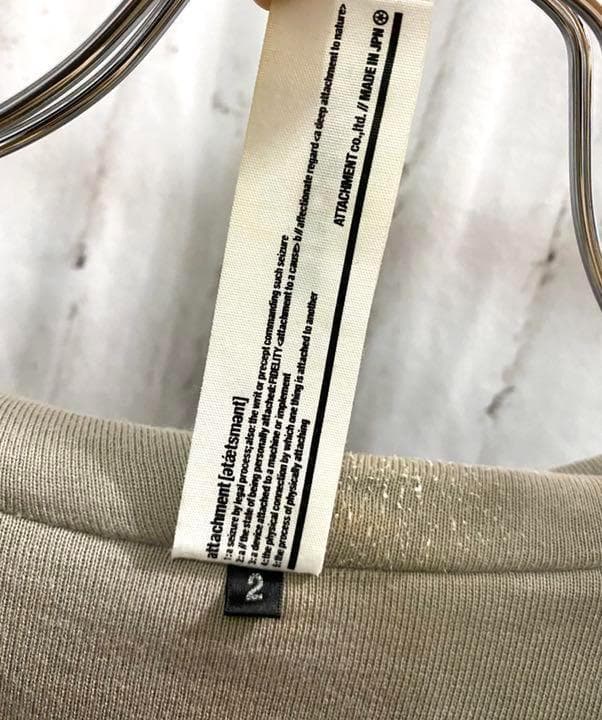 attachment [ətǽtʃmənt]
1: a seizure by legal process; also: the writ or precept commanding such seizure
2: a // the state of being personally attached: FIDELITY <attachment to a cause> b // affectionate regard <a deep attachment to nature>
3: a device attached to a machine or implement
4: the physical connection by which one thing is attached to another
5: the process of physically attaching
ATTACHMENT co.,ltd. // MADE IN JPN
2